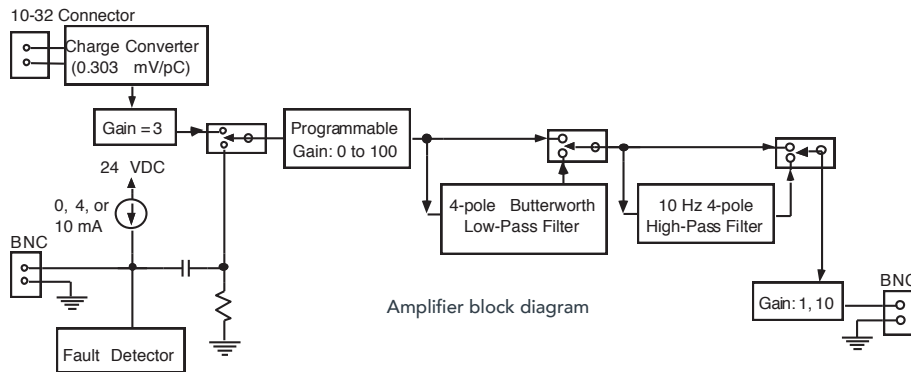 10-32 Connector
Charge Converter
(0.303 mV/pC)
Gain = 3
Programmable
Gain: 0 to 100
24 VDC
0, 4, or
10 mA
4-pole Butterworth
Low-Pass Filter
10 Hz 4-pole
High-Pass Filter
BNC
BNC
Gain: 1, 10
Amplifier block diagram
Fault Detector